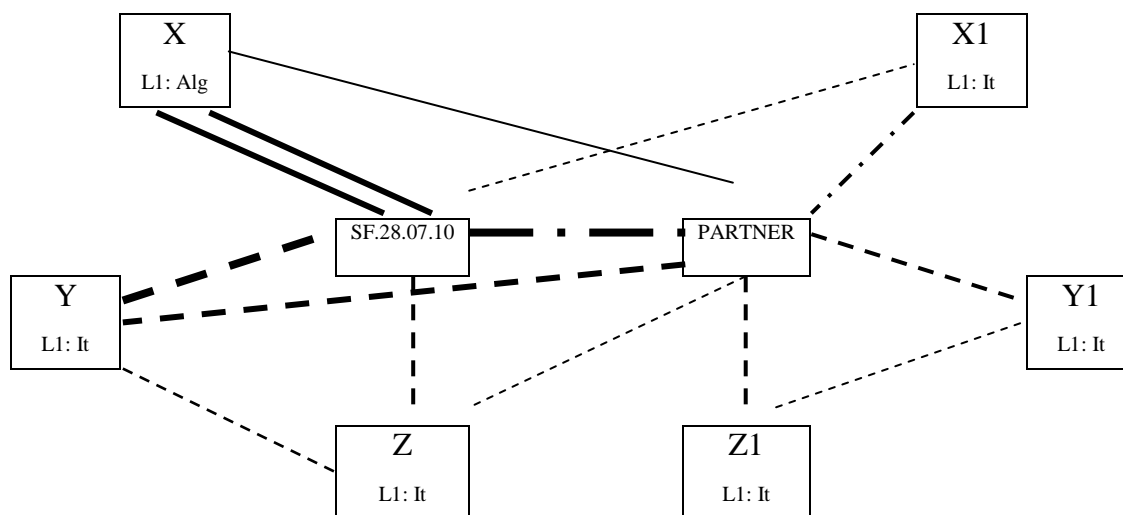 X
L1: Alg
X1
L1: It
SF.28.07.10
PARTNER
Y
L1: It
Y1
L1: It
Z
L1: It
Z1
L1: It